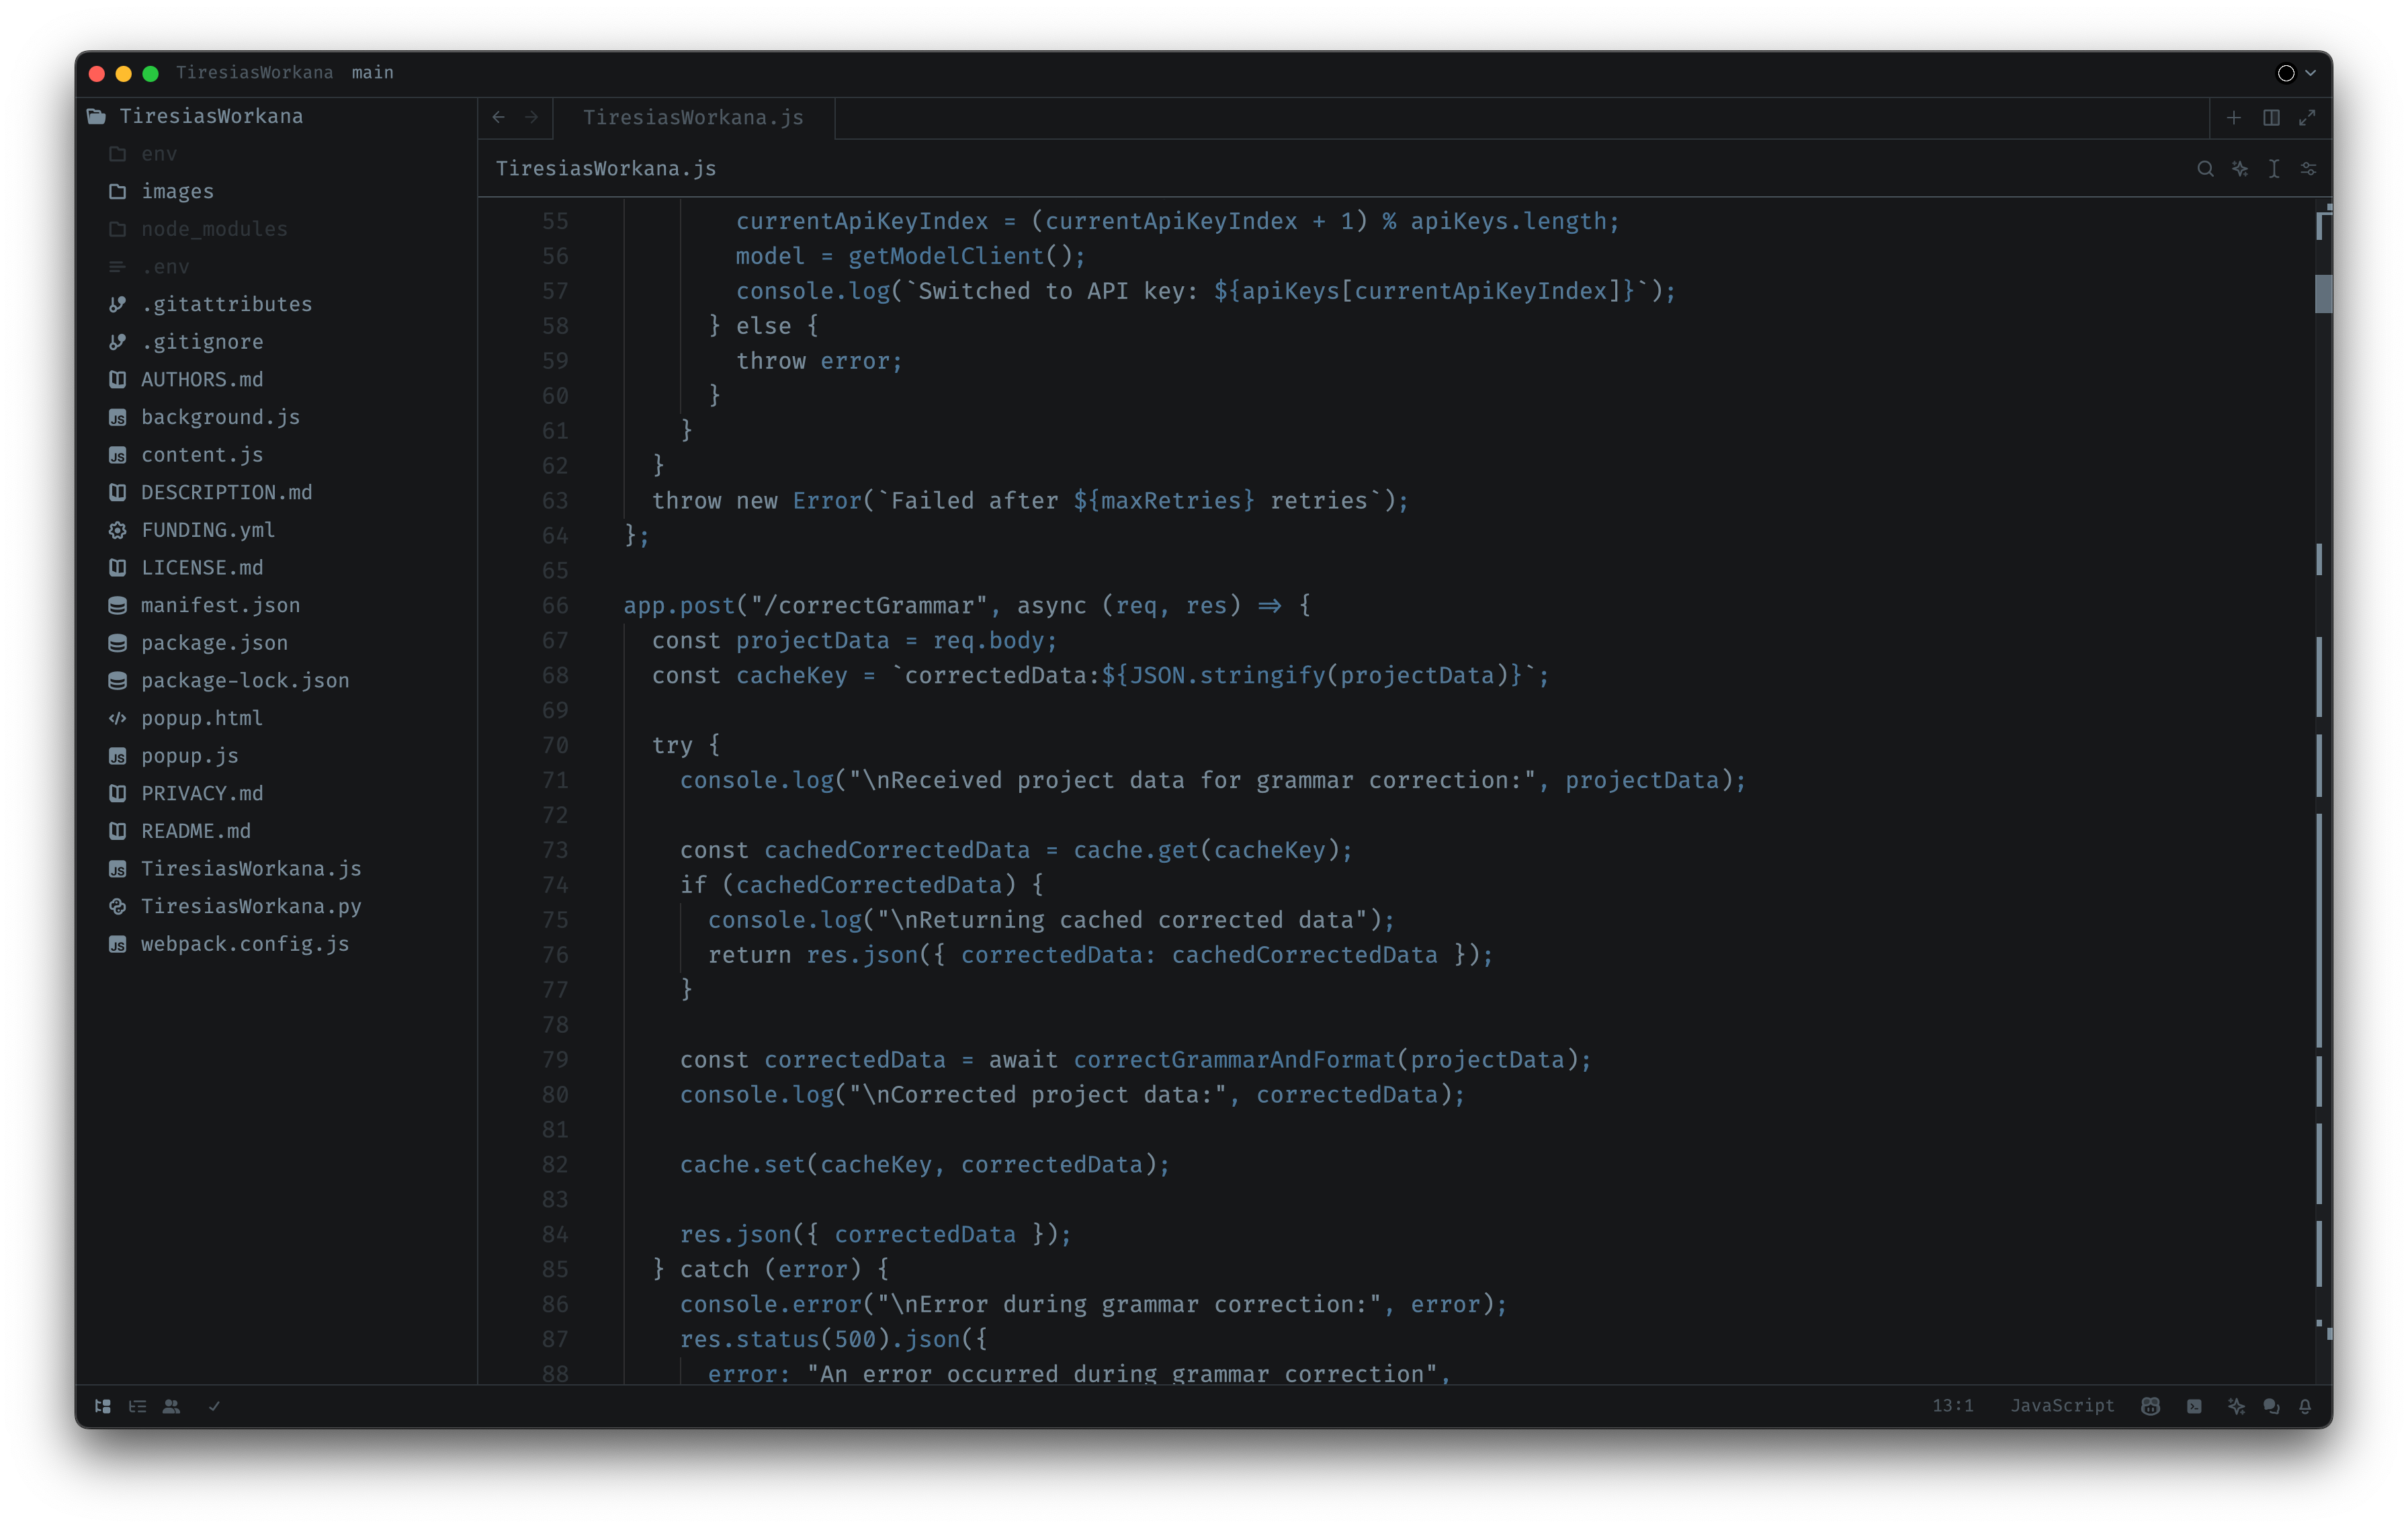 TiresiasWorkana main
TiresiasWorkana
env
images
node_modules
.env
.gitattributes
.gitignore
AUTHORS.md
background.js
content.js
DESCRIPTION.md
FUNDING.yml
LICENSE.md
manifest.json
package.json
package-lock.json
popup.html
popup.js
PRIVACY.md
README.md
TiresiasWorkana.js
TiresiasWorkana.py
webpack.config.js
TiresiasWorkana.js
TiresiasWorkana.js
55 currentApiKeyIndex = (currentApiKeyIndex + 1) % apiKeys.length;
56 model = getModelClient();
57 console.log(`Switched to API key: ${apiKeys[currentApiKeyIndex]}`);
58 } else {
59 throw error;
60 }
61 }
62 }
63 throw new Error(`Failed after ${maxRetries} retries`);
64 };
65
66 app.post("/correctGrammar", async (req, res) => {
67 const projectData = req.body;
68 const cacheKey = `correctedData:${JSON.stringify(projectData)}`;
69
70 try {
71 console.log("\nReceived project data for grammar correction:", projectData);
72
73 const cachedCorrectedData = cache.get(cacheKey);
74 if (cachedCorrectedData) {
75 console.log("\nReturning cached corrected data");
76 return res.json({ correctedData: cachedCorrectedData });
77 }
78
79 const correctedData = await correctGrammarAndFormat(projectData);
80 console.log("\nCorrected project data:", correctedData);
81
82 cache.set(cacheKey, correctedData);
83
84 res.json({ correctedData });
85 } catch (error) {
86 console.error("\nError during grammar correction:", error);
87 res.status(500).json({
88 error: "An error occurred during grammar correction",
13:1 JavaScript